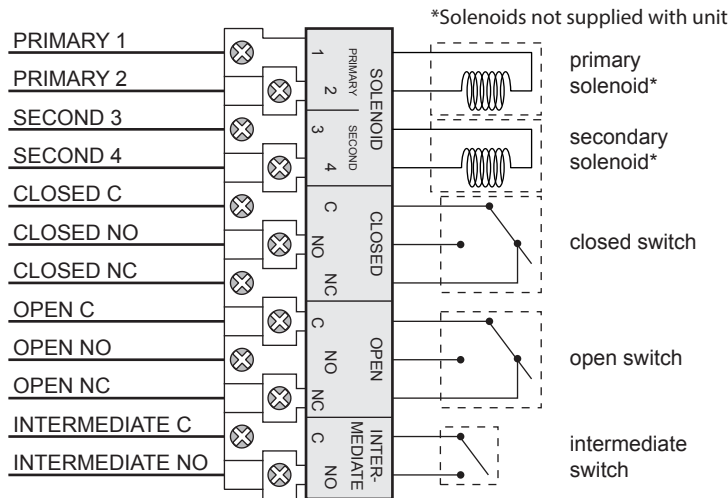 *Solenoids not supplied with unit
PRIMARY 1
PRIMARY 2
SECOND 3
SECOND 4
CLOSED C
CLOSED NO
CLOSED NC
OPEN C
OPEN NO
OPEN NC
INTERMEDIATE C
INTERMEDIATE NO
SOLENOID
PRIMARY
1
2
SECOND
3
4
CLOSED
C
NO
NC
OPEN
C
NO
NC
INTER-
MEDIATE
C
NO
primary
solenoid*
secondary
solenoid*
closed switch
open switch
intermediate
switch